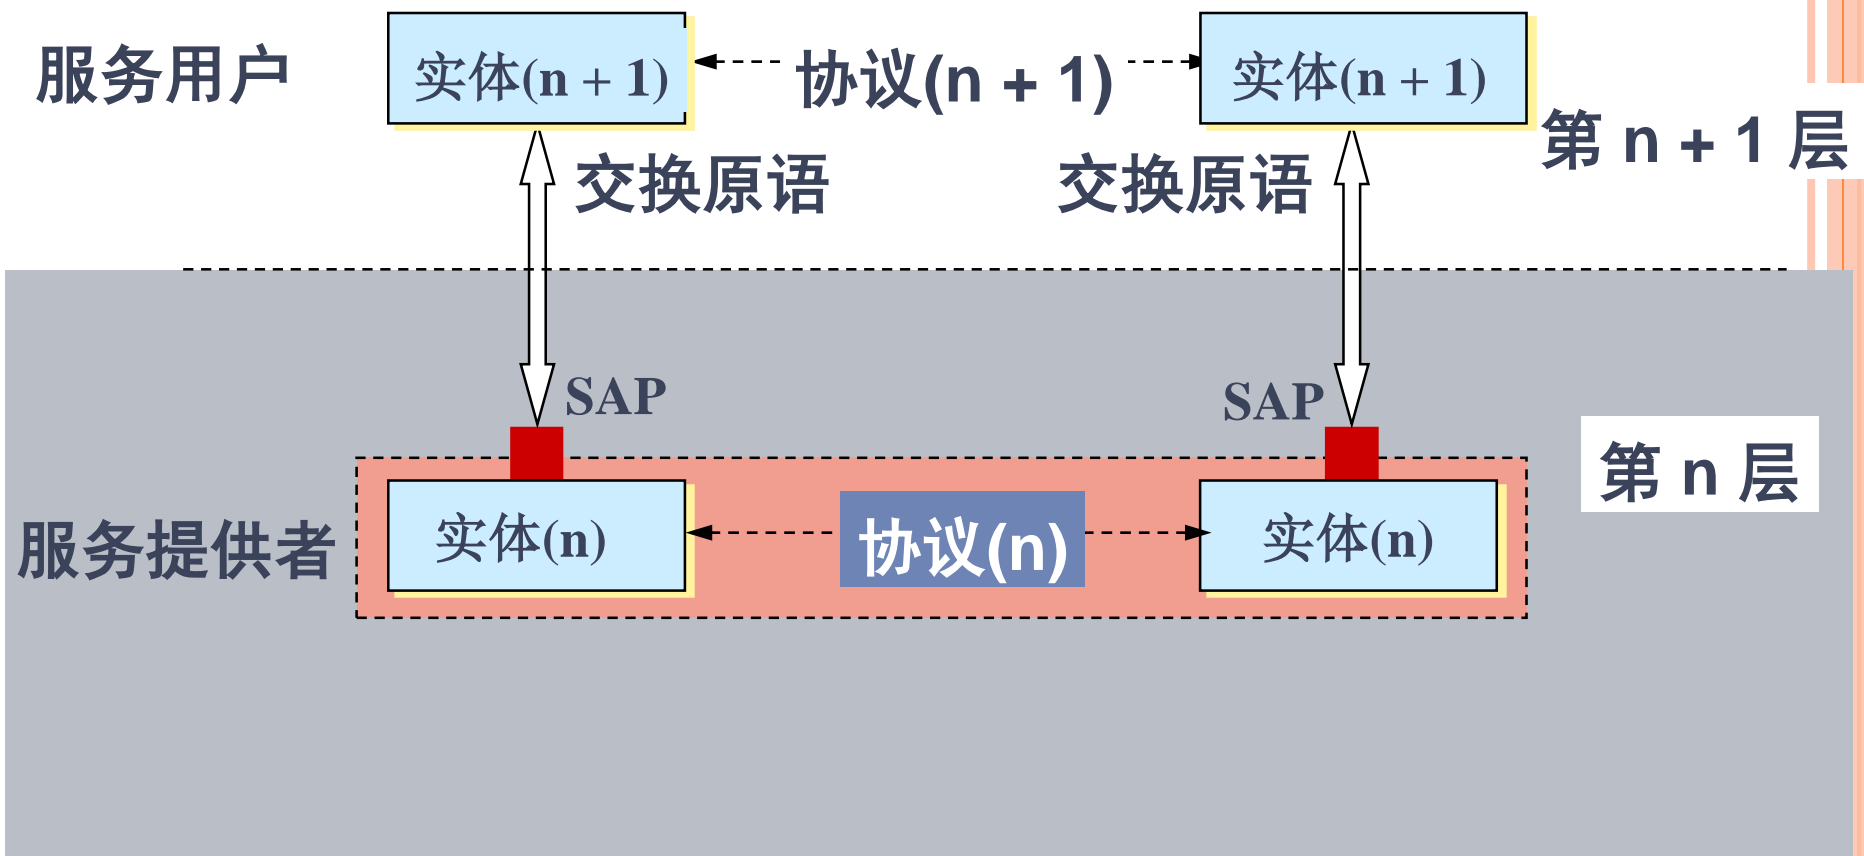 服务用户
实体(n + 1)
协议(n + 1)
实体(n + 1)
第 n + 1 层
交换原语
交换原语
SAP
SAP
第 n 层
服务提供者
实体(n)
协议(n)
实体(n)